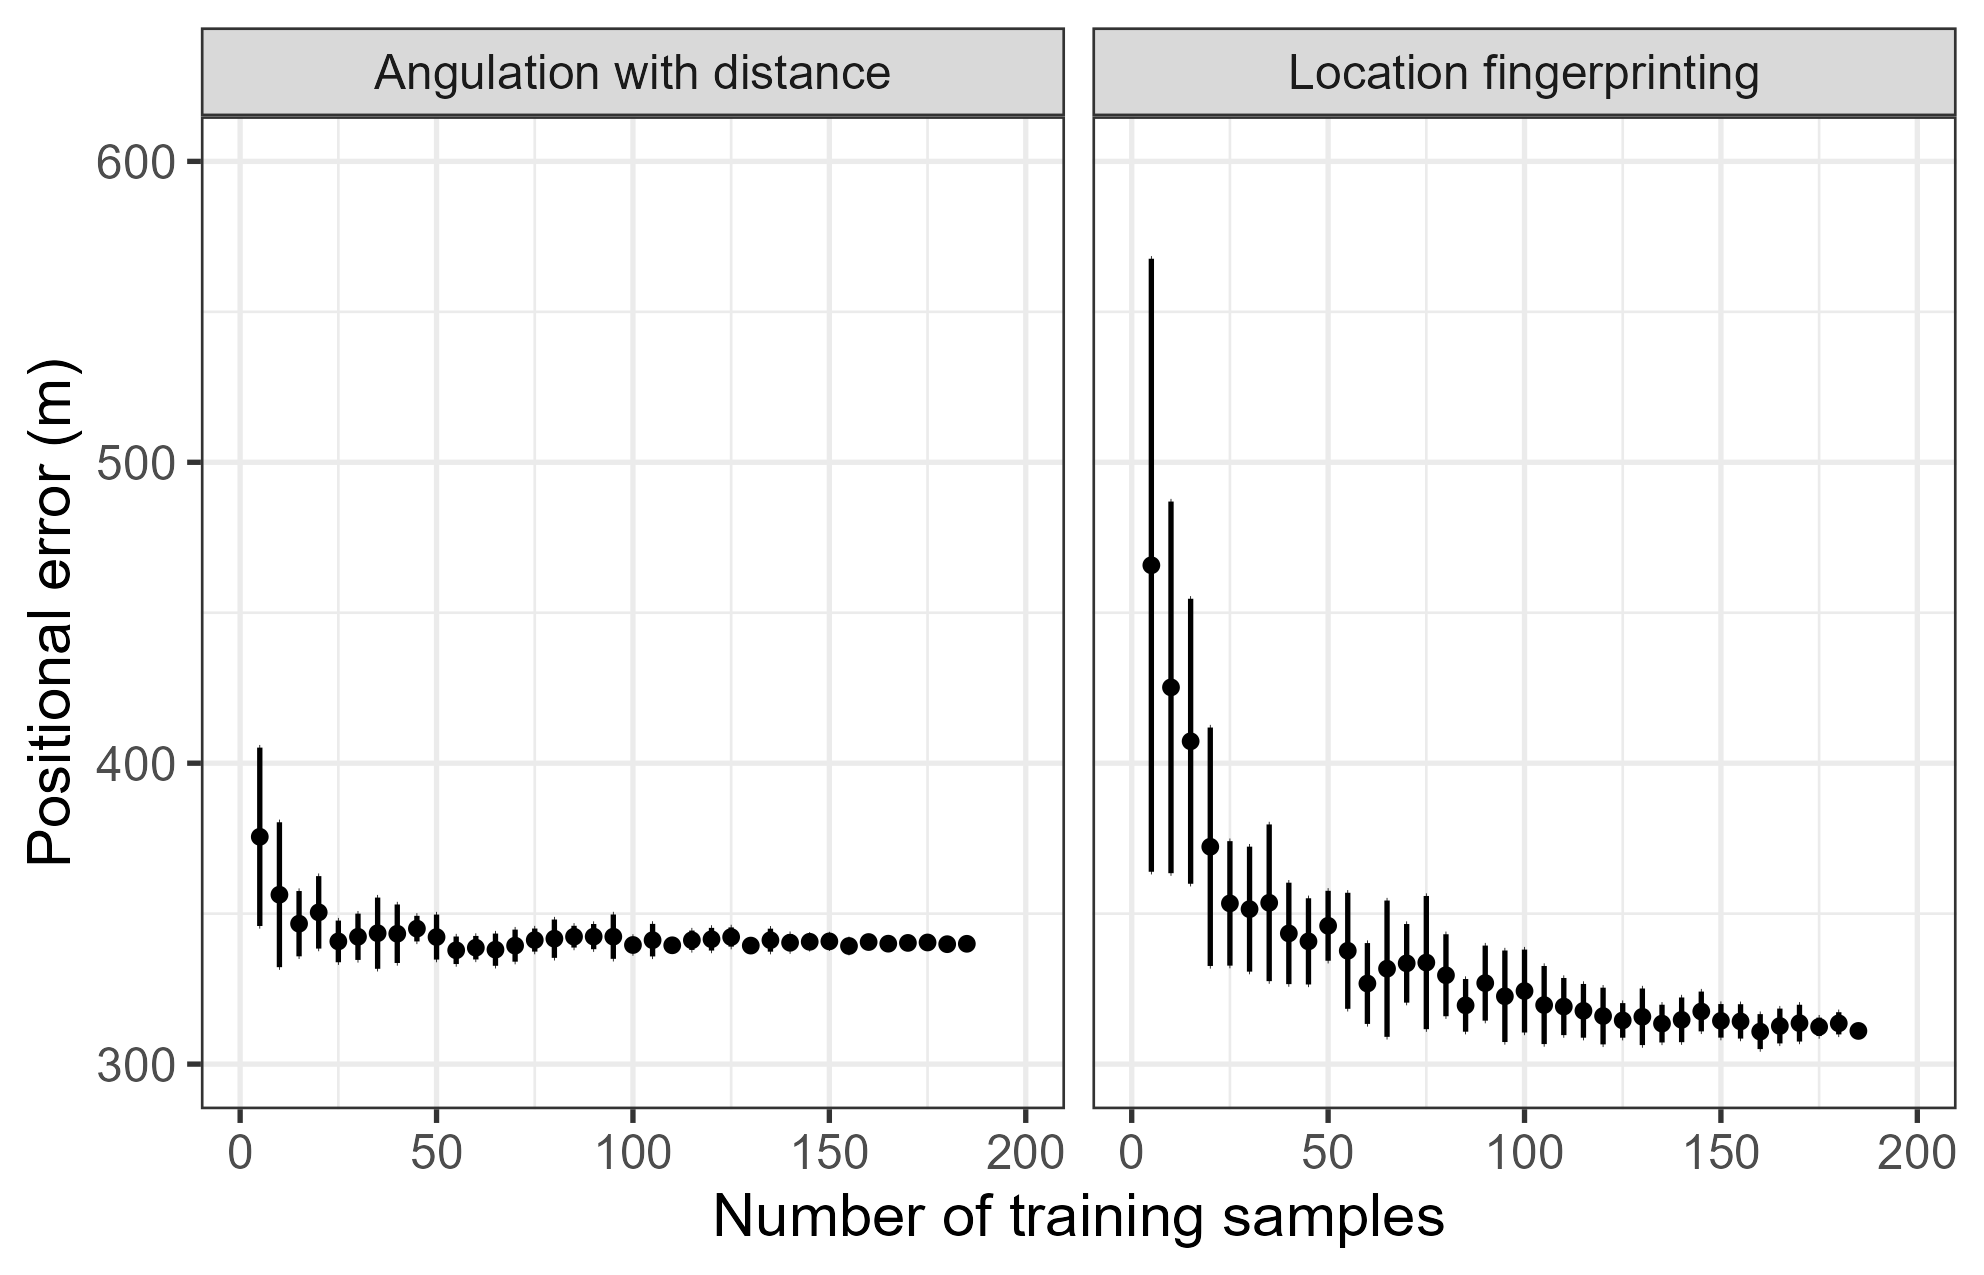 Angulation with distance
Location fingerprinting
Positional error (m)
600
500
400
300
0 50 100 150 200
0 50 100 150 200
Number of training samples